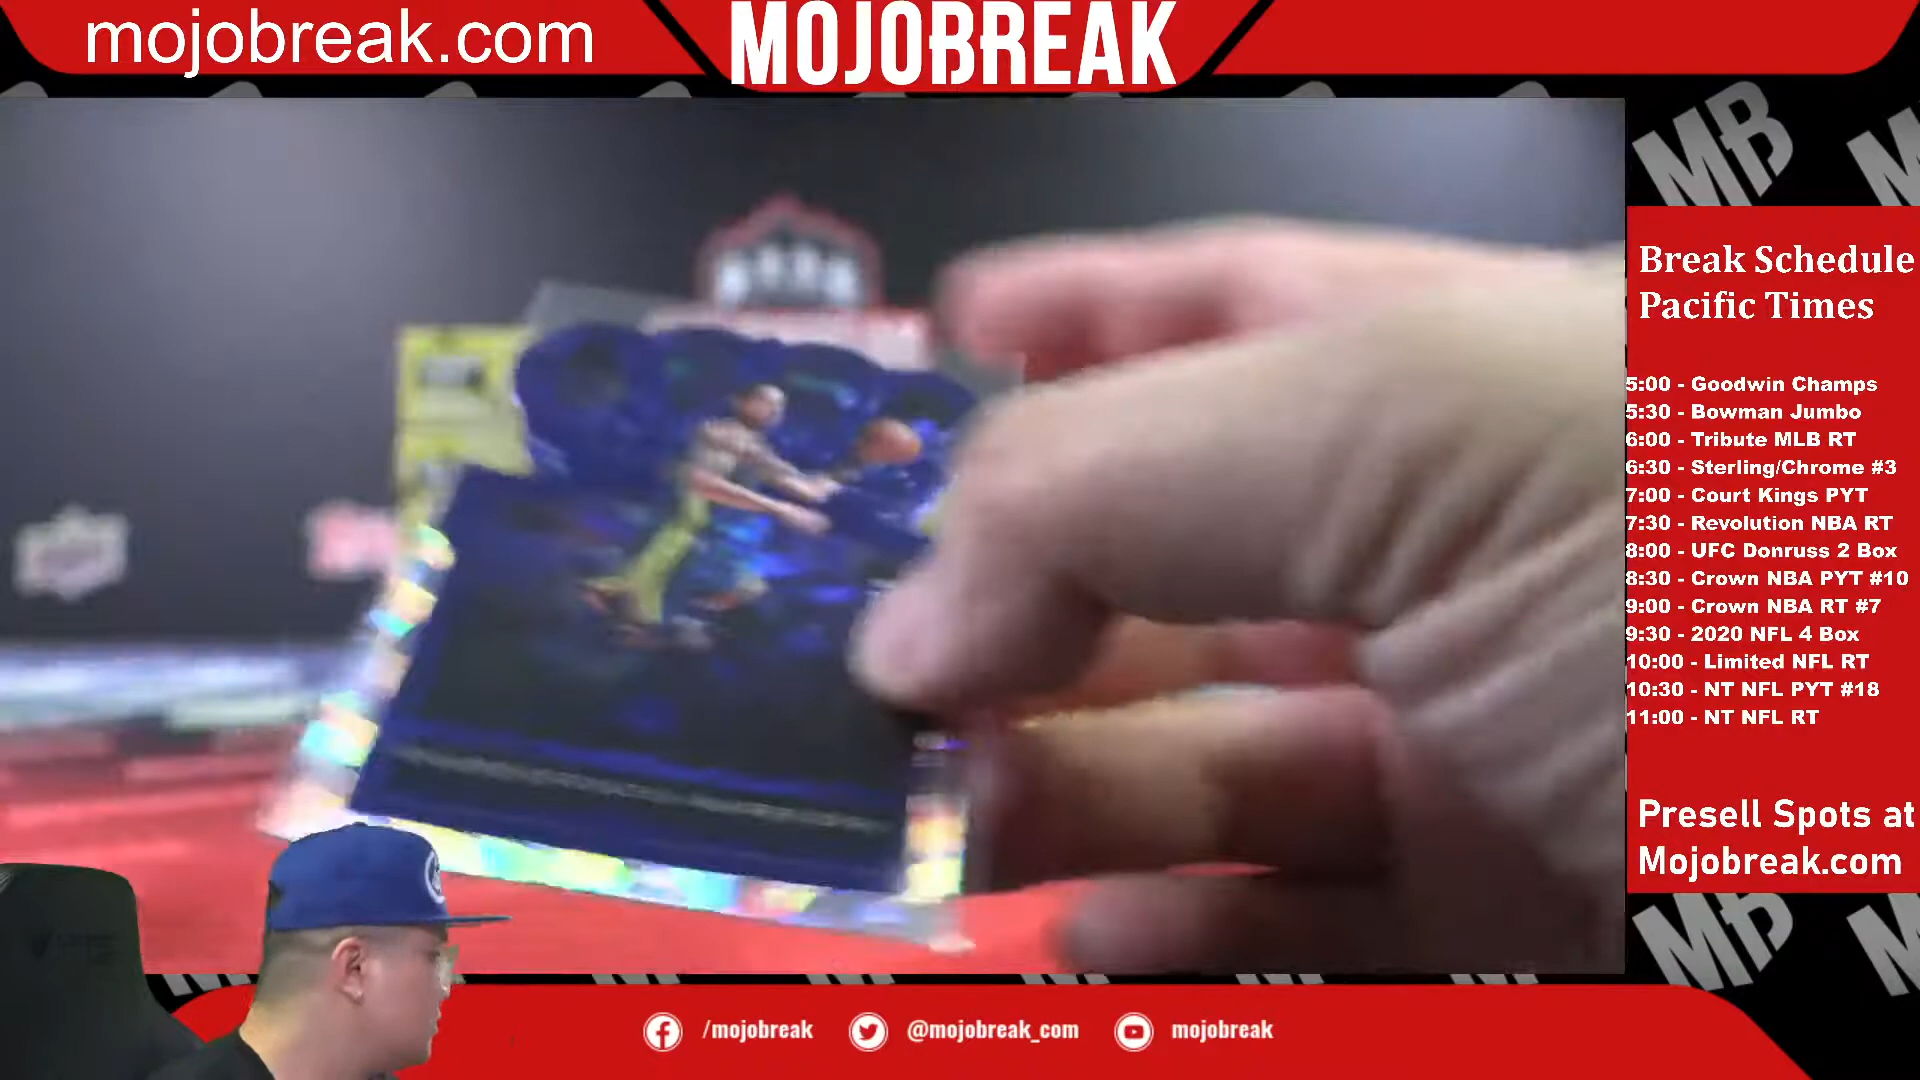 mojobreak.com
MOJOBREAK
MB
Break Schedule
Pacific Times
5:00 - Goodwin Champs
5:30 - Bowman Jumbo
6:00 - Tribute MLB RT
6:30 - Sterling/Chrome #3
7:00 - Court Kings PYT
7:30 - Revolution NBA RT
8:00 - UFC Donruss 2 Box
8:30 - Crown NBA PYT #10
9:00 - Crown NBA RT #7
9:30 - 2020 NFL 4 Box
10:00 - Limited NFL RT
10:30 - NT NFL PYT #18
11:00 - NT NFL RT
Presell Spots at
Mojobreak.com
MB
/mojobreak
@mojobreak_com
mojobreak